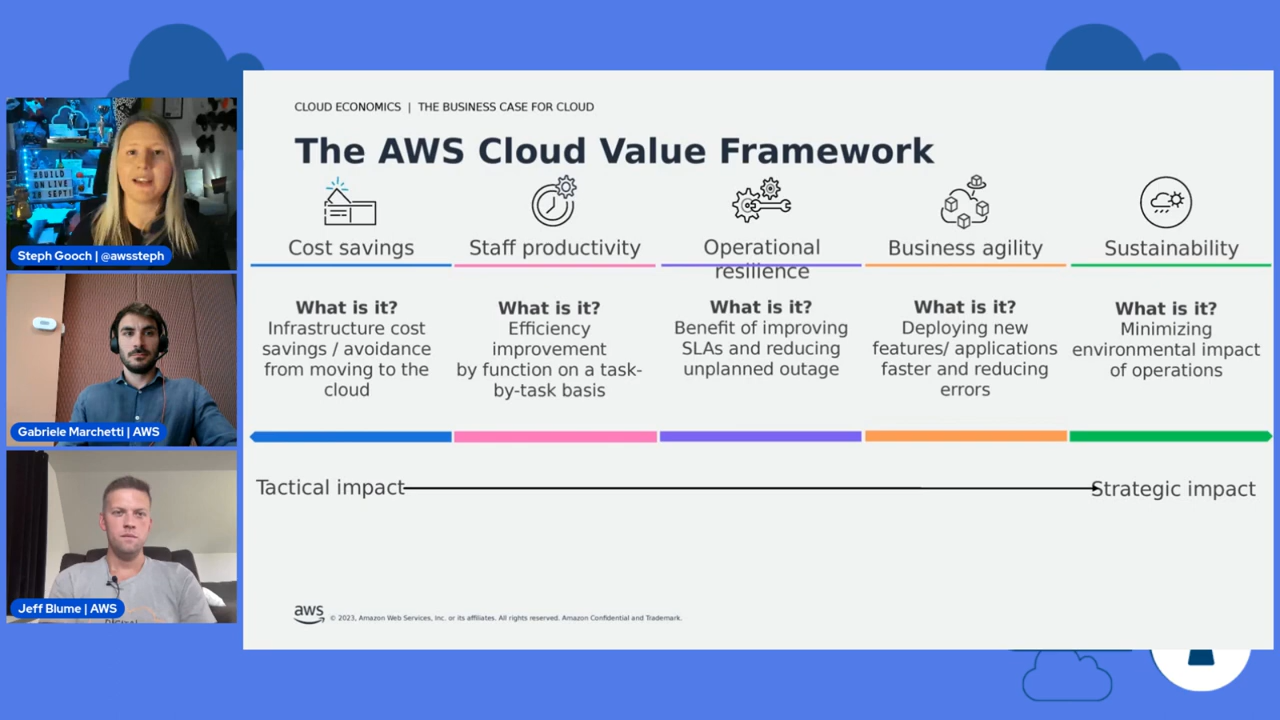 CLOUD ECONOMICS | THE BUSINESS CASE FOR CLOUD
The AWS Cloud Value Framework
Cost savings
What is it?
Infrastructure cost
savings / avoidance
from moving to the
cloud
Staff productivity
What is it?
Efficiency
improvement
by function on a task-
by-task basis
Operational
resilience
What is it?
Benefit of improving
SLAs and reducing
unplanned outage
Business agility
What is it?
Deploying new
features/ applications
faster and reducing
errors
Sustainability
What is it?
Minimizing
environmental impact
of operations
Tactical impact
Strategic impact
aws
© 2023, Amazon Web Services, Inc. or its affiliates. All rights reserved. Amazon Confidential and Trademark.
BUILD
ON LIVE
IN SEPT!
Steph Gooch | @awssteph
Gabriele Marchetti | AWS
Jeff Blume | AWS